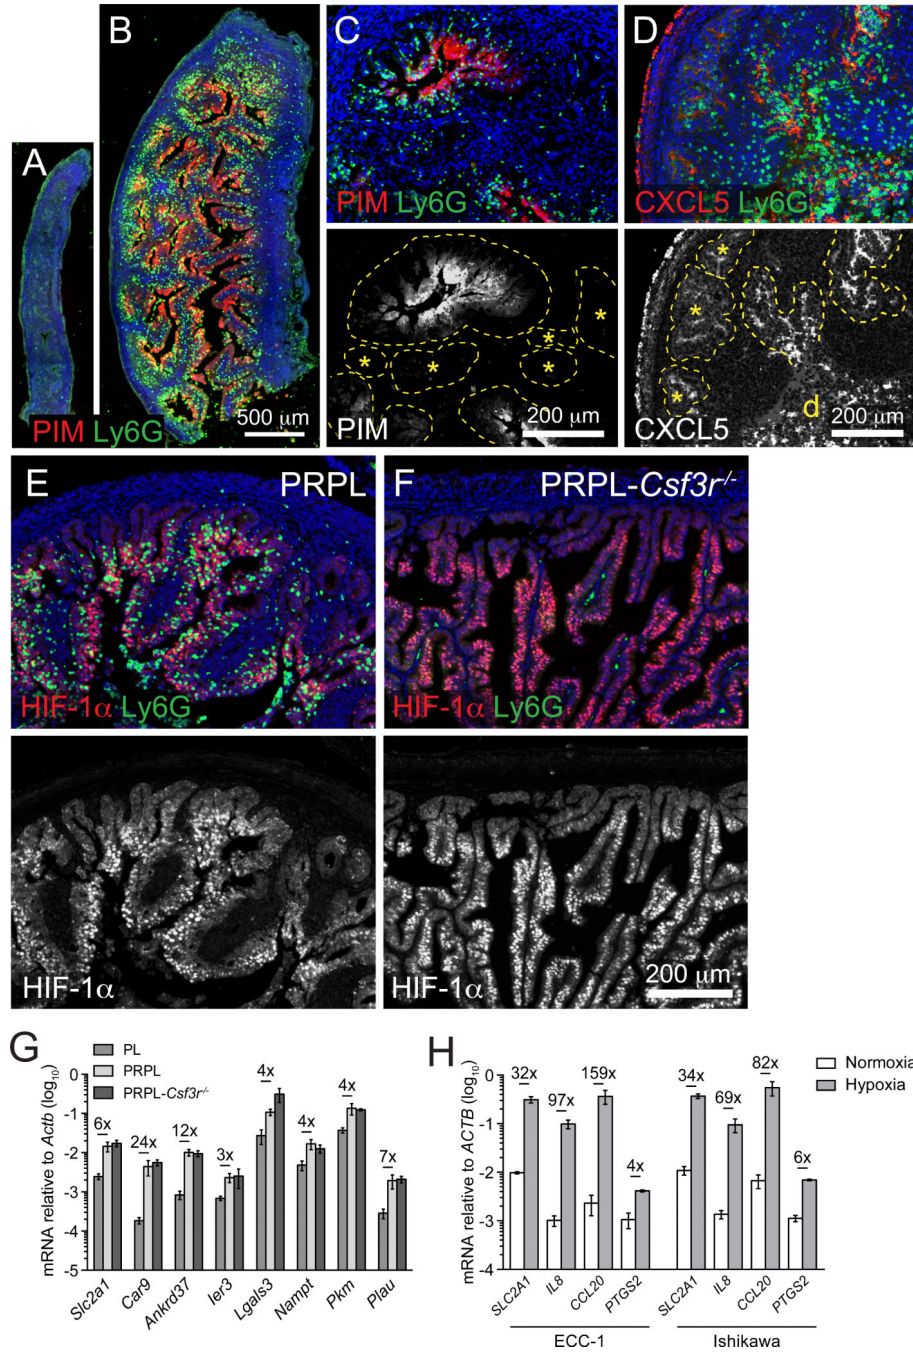 A
PIM Ly6G
B
500 µm
C
PIM Ly6G
PIM
200 µm
* * * * *
D
CXCL5 Ly6G
CXCL5
d
200 µm
* * *
E
PRPL
HIF-1α Ly6G
HIF-1α
F
PRPL-Csf3r-/-
HIF-1α Ly6G
HIF-1α
200 µm
G
PL
PRPL
PRPL-Csf3r-/-
mRNA relative to Actb (log10)
0
-1
-2
-3
-4
-5
6x 24x 12x 3x 4x 4x 4x 7x
Slc2a1 Car9 Ankrd37 Ier3 Lgals3 Nampt Pkm Plau
H
Normoxia
Hypoxia
mRNA relative to ACTB (log10)
0
-1
-2
-3
-4
32x 97x 159x 4x 34x 69x 82x 6x
SLC2A1 IL8 CCL20 PTGS2 SLC2A1 IL8 CCL20 PTGS2
ECC-1 Ishikawa